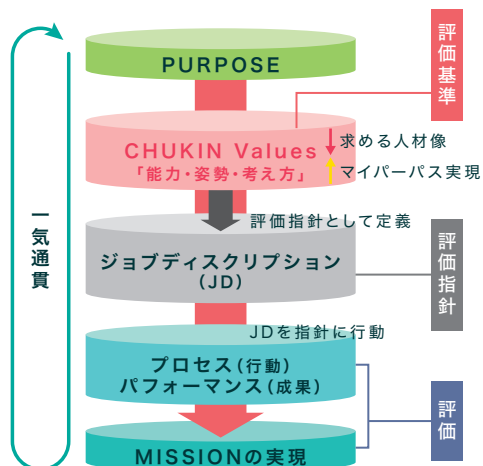 PURPOSE
評価基準
CHUKIN Values
「能力・姿勢・考え方」
求める人材像
マイパーパス実現
評価指針として定義
一気通貫
ジョブディスクリプション
(JD)
評価指針
JDを指針に行動
プロセス(行動)
パフォーマンス(成果)
評価
MISSIONの実現